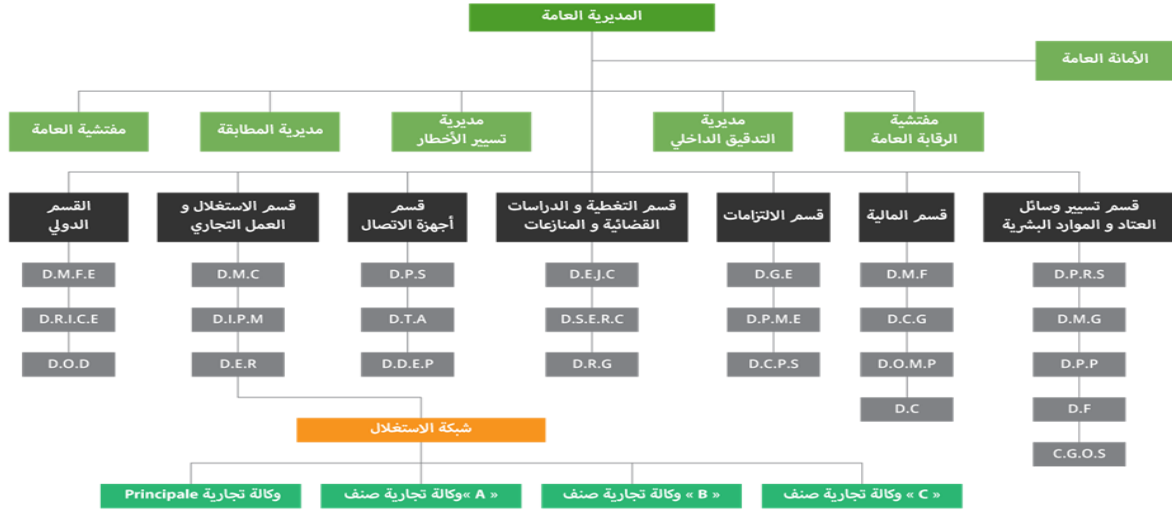 المديرية العامة
الأمانة العامة
مفتشية
الرقابة العامة
مديرية
التدقيق الداخلي
مديرية
تسيير الأخطار
مديرية المطابقة
مفتشية العامة
قسم تسيير وسائل
العتاد و الموارد البشرية
قسم المالية
قسم الالتزامات
قسم التغطية و الدراسات
القضائية و المنازعات
قسم
أجهزة الاتصال
قسم الاستغلال و
العمل التجاري
القسم
الدولي
D.P.R.S
D.M.G
D.P.P
D.F
C.G.O.S
D.M.F
D.C.G
D.O.M.P
D.C
D.G.E
D.P.M.E
D.C.P.S
D.E.J.C
D.S.E.R.C
D.R.G
D.P.S
D.T.A
D.D.E.P
D.M.C
D.I.P.M
D.E.R
D.M.F.E
D.R.I.C.E
D.O.D
شبكة الاستغلال
« C » وكالة تجارية صنف
« B » وكالة تجارية صنف
« A »وكالة تجارية صنف
وكالة تجارية Principale